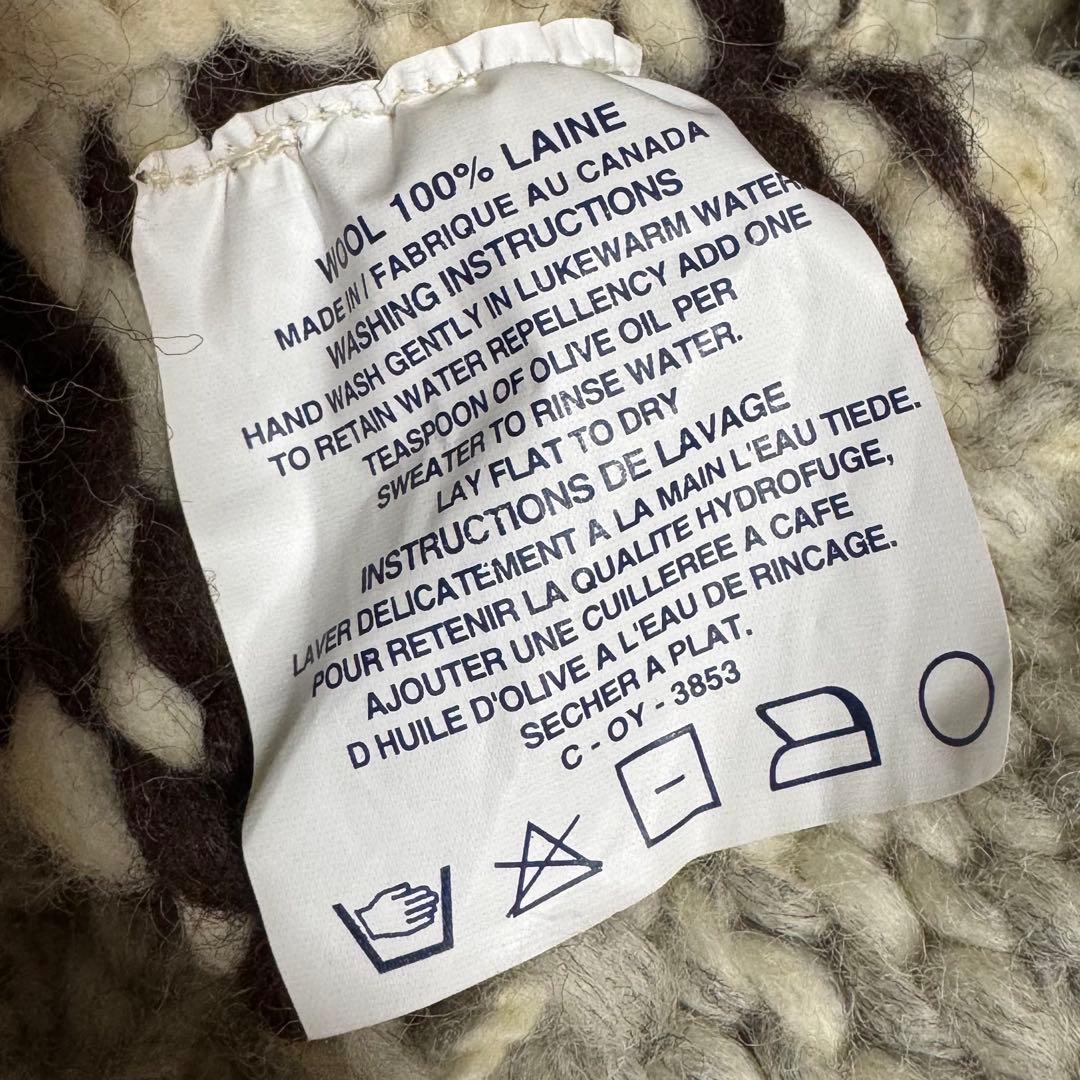 WOOL 100% LAINE
MADE IN / FABRIQUE AU CANADA
WASHING INSTRUCTIONS
HAND WASH GENTLY IN LUKEWARM WATER.
TO RETAIN WATER REPELLENCY ADD ONE
TEASPOON OF OLIVE OIL PER
SWEATER TO RINSE WATER.
LAY FLAT TO DRY
INSTRUCTIONS DE LAVAGE
LAVER DELICATEMENT A LA MAIN L'EAU TIEDE.
POUR RETENIR LA QUALITE HYDROFUGE,
AJOUTER UNE CUILLEREE A CAFE
D HUILE D'OLIVE A L'EAU DE RINCAGE.
SECHER A PLAT.
C - OY - 3853